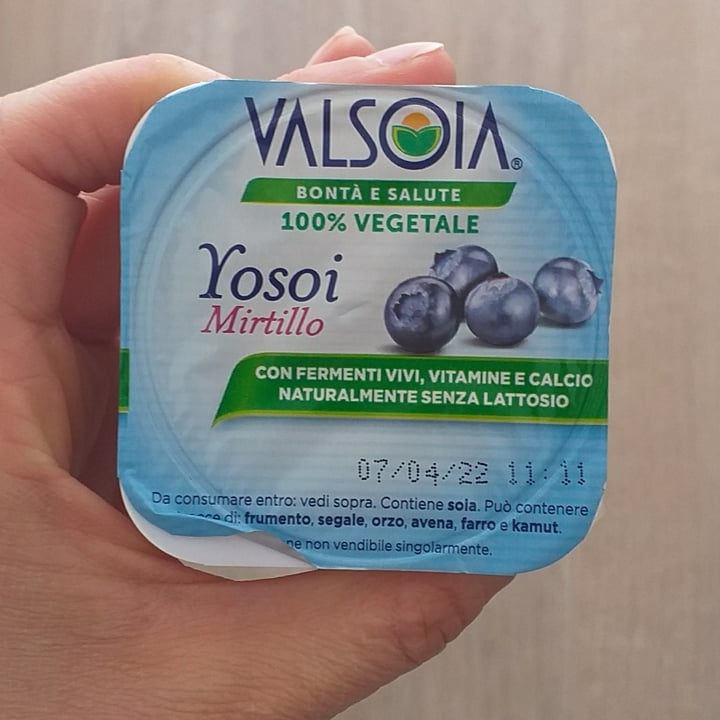 VALSOIA®
BONTÀ E SALUTE
100% VEGETALE
Yosoi
Mirtillo
CON FERMENTI VIVI, VITAMINE E CALCIO
NATURALMENTE SENZA LATTOSIO
07/04/22 11:11
Da consumare entro: vedi sopra. Contiene soia. Può contenere
di: frumento, segale, orzo, avena, farro e kamut.
non vendibile singolarmente.